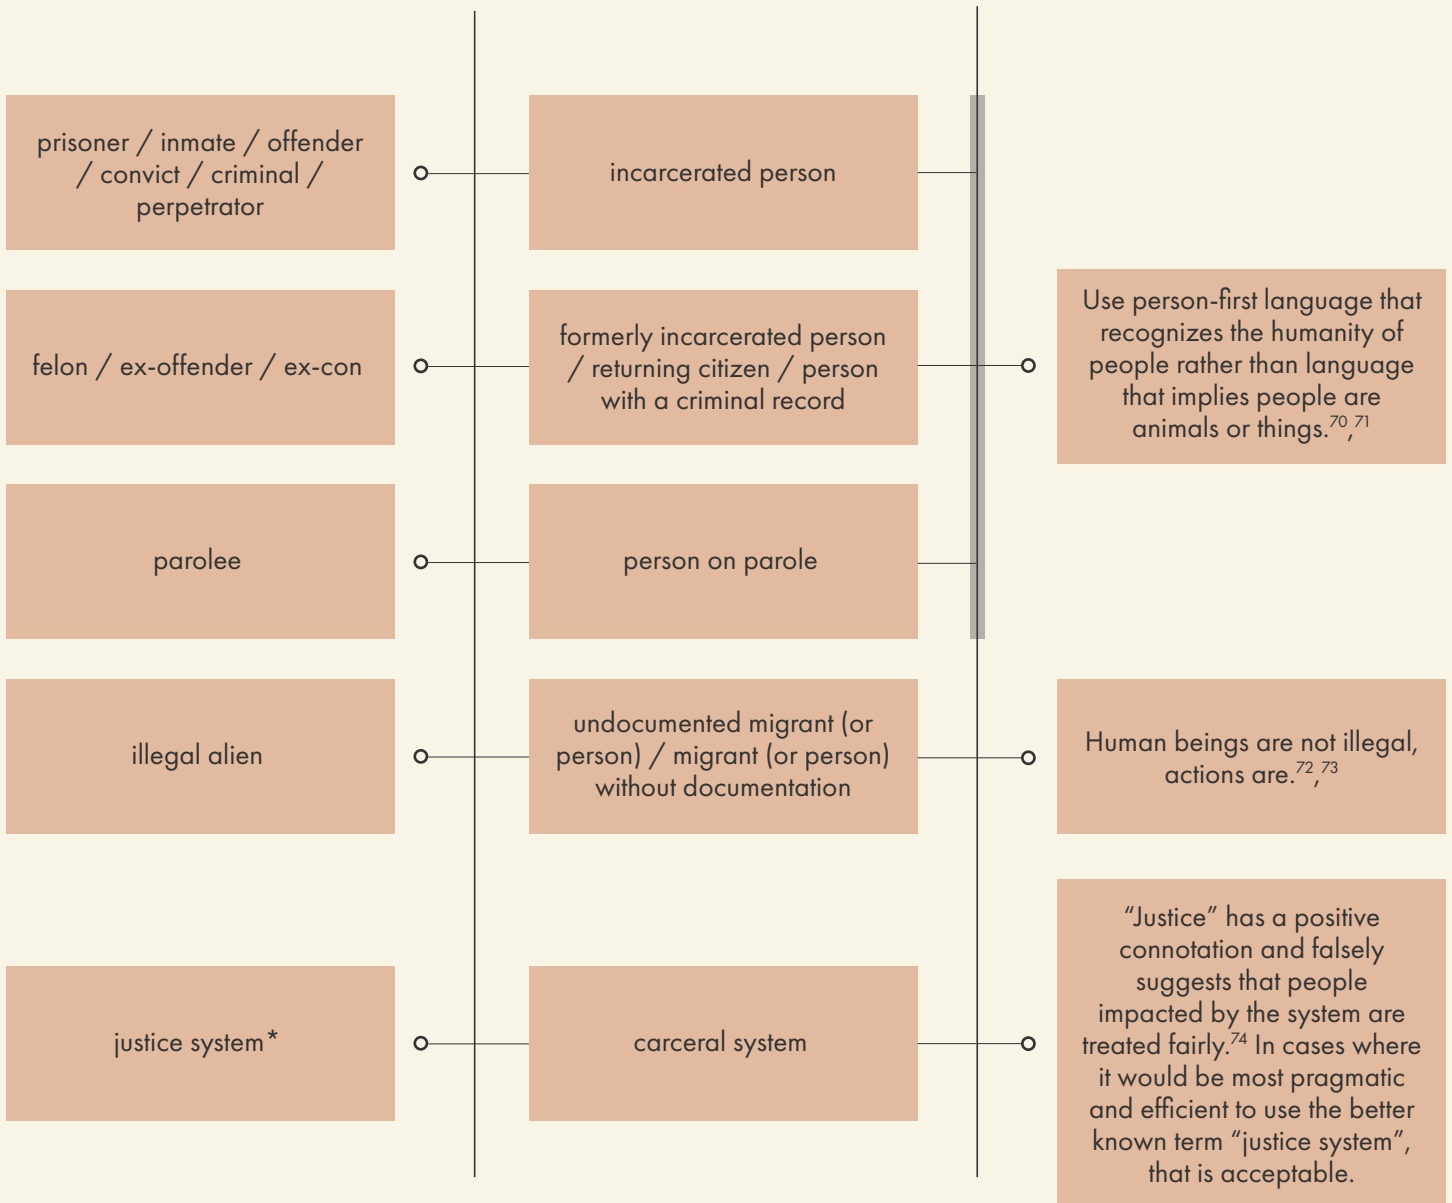 prisoner / inmate / offender
/ convict / criminal /
perpetrator
incarcerated person
felon / ex-offender / ex-con
formerly incarcerated person
/ returning citizen / person
with a criminal record
Use person-first language that
recognizes the humanity of
people rather than language
that implies people are
animals or things.70,71
parolee
person on parole
illegal alien
undocumented migrant (or
person) / migrant (or person)
without documentation
Human beings are not illegal,
actions are.72,73
justice system*
carceral system
“Justice” has a positive
connotation and falsely
suggests that people
impacted by the system are
treated fairly.74 In cases where
it would be most pragmatic
and efficient to use the better
known term “justice system”,
that is acceptable.